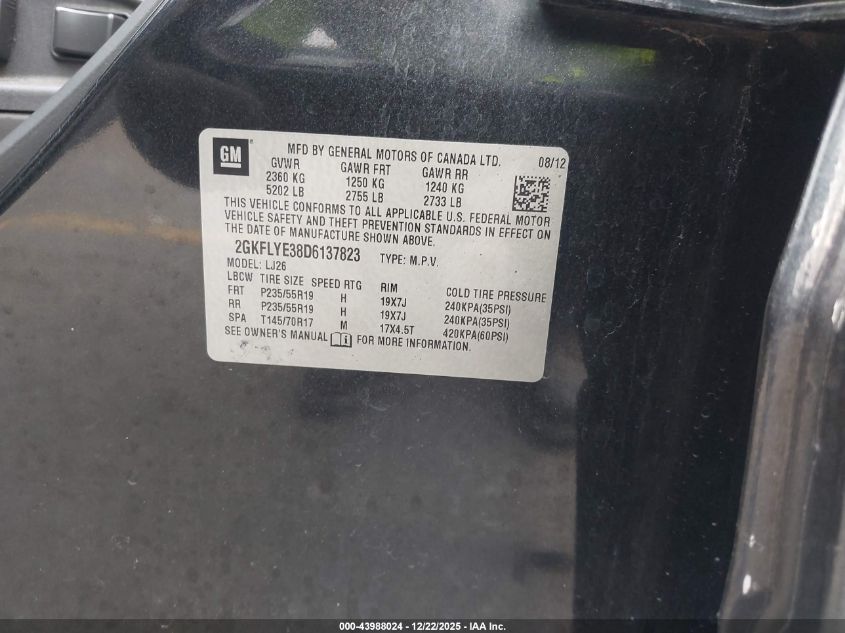 GM
MFD BY GENERAL MOTORS OF CANADA LTD. 08/12
GVWR GAWR FRT GAWR RR
2360 KG 1250 KG 1240 KG
5202 LB 2755 LB 2733 LB
THIS VEHICLE CONFORMS TO ALL APPLICABLE U.S. FEDERAL MOTOR
VEHICLE SAFETY AND THEFT PREVENTION STANDARDS IN EFFECT ON
THE DATE OF MANUFACTURE SHOWN ABOVE.
2GKFLYE38D6137823 TYPE: M.P.V.
MODEL: LJ26
LBCW TIRE SIZE SPEED RTG RIM COLD TIRE PRESSURE
FRT P235/55R19 H 19X7J 240KPA(35PSI)
RR P235/55R19 H 19X7J 240KPA(35PSI)
SPA T145/70R17 M 17X4.5T 420KPA(60PSI)
SEE OWNER'S MANUAL i FOR MORE INFORMATION.
000-43988024 - 12/22/2025 - IAA Inc.